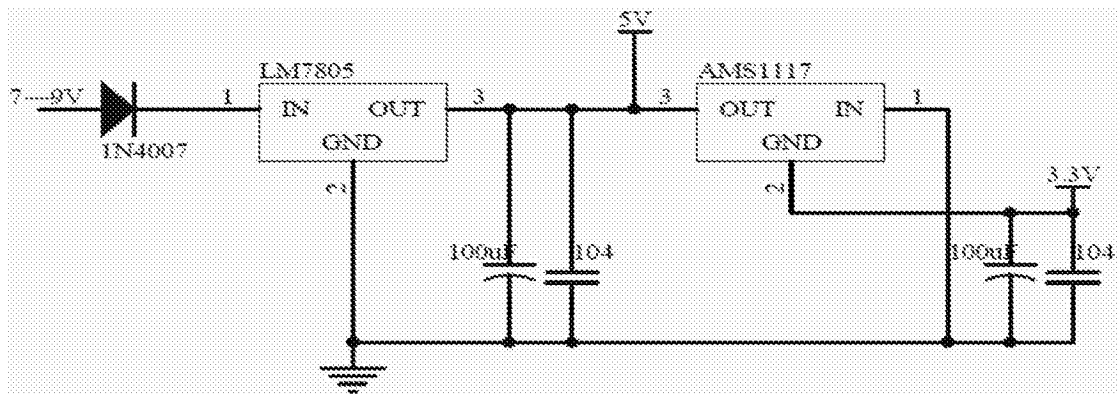 5V
LM7805
AMS1117
7----9V
1
IN
OUT
3
3
OUT
IN
1
1N4007
GND
GND
2
2
3.3V
100uF
104
100uF
104